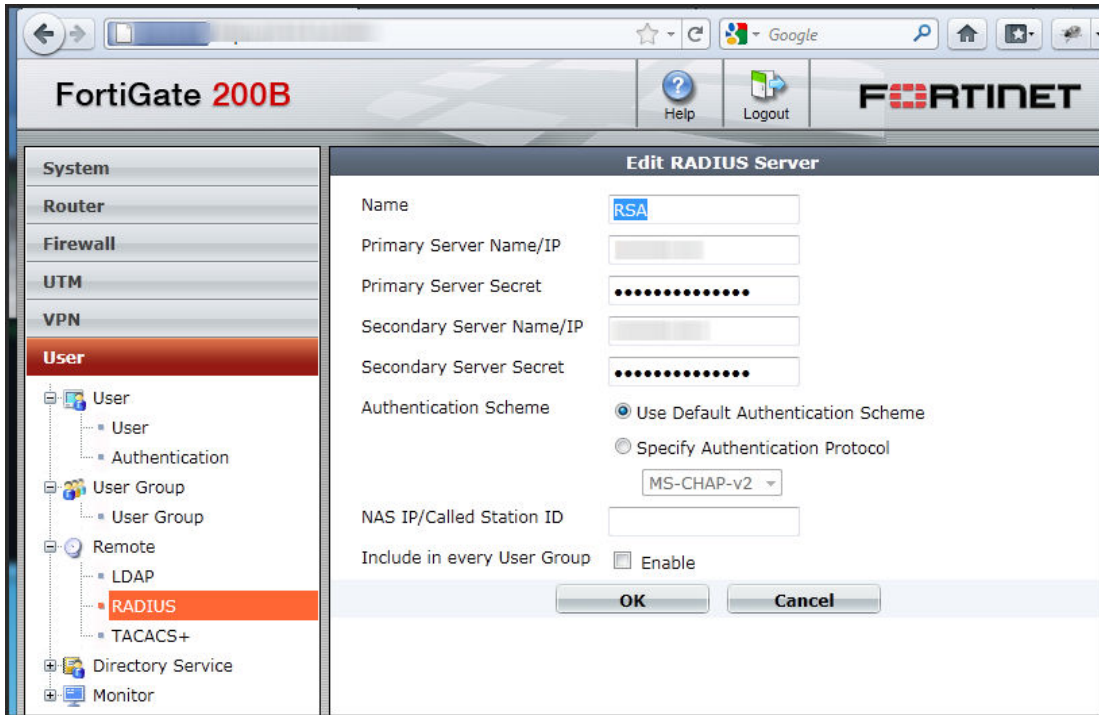 Google
FortiGate 200B
Help
Logout
FORTINET
System
Router
Firewall
UTM
VPN
User
User
User
Authentication
User Group
User Group
Remote
LDAP
RADIUS
TACACS+
Directory Service
Monitor
Edit RADIUS Server
Name
RSA
Primary Server Name/IP
Primary Server Secret
••••••••••••••
Secondary Server Name/IP
Secondary Server Secret
••••••••••••••
Authentication Scheme
Use Default Authentication Scheme
Specify Authentication Protocol
MS-CHAP-v2
NAS IP/Called Station ID
Include in every User Group
Enable
OK
Cancel